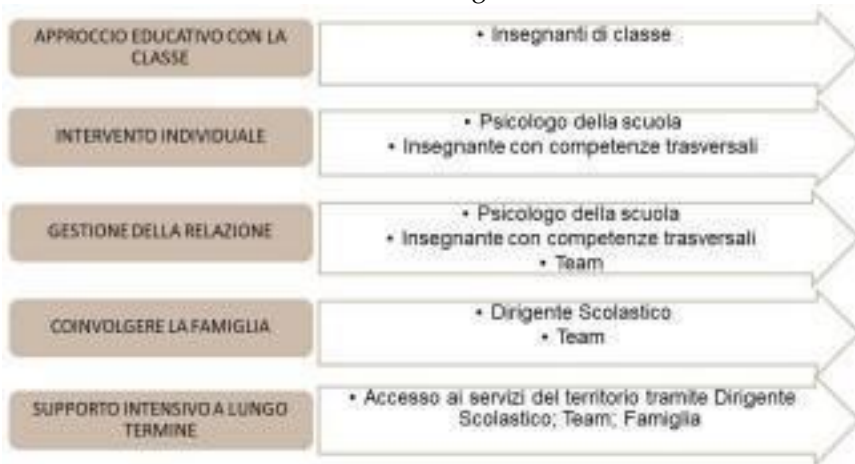 APPROCCIO EDUCATIVO CON LA
CLASSE
• Insegnanti di classe
INTERVENTO INDIVIDUALE
• Psicologo della scuola
• Insegnante con competenze trasversali
GESTIONE DELLA RELAZIONE
• Psicologo della scuola
• Insegnante con competenze trasversali
• Team
COINVOLGERE LA FAMIGLIA
• Dirigente Scolastico
• Team
SUPPORTO INTENSIVO A LUNGO
TERMINE
• Accesso ai servizi del territorio tramite Dirigente
Scolastico; Team; Famiglia